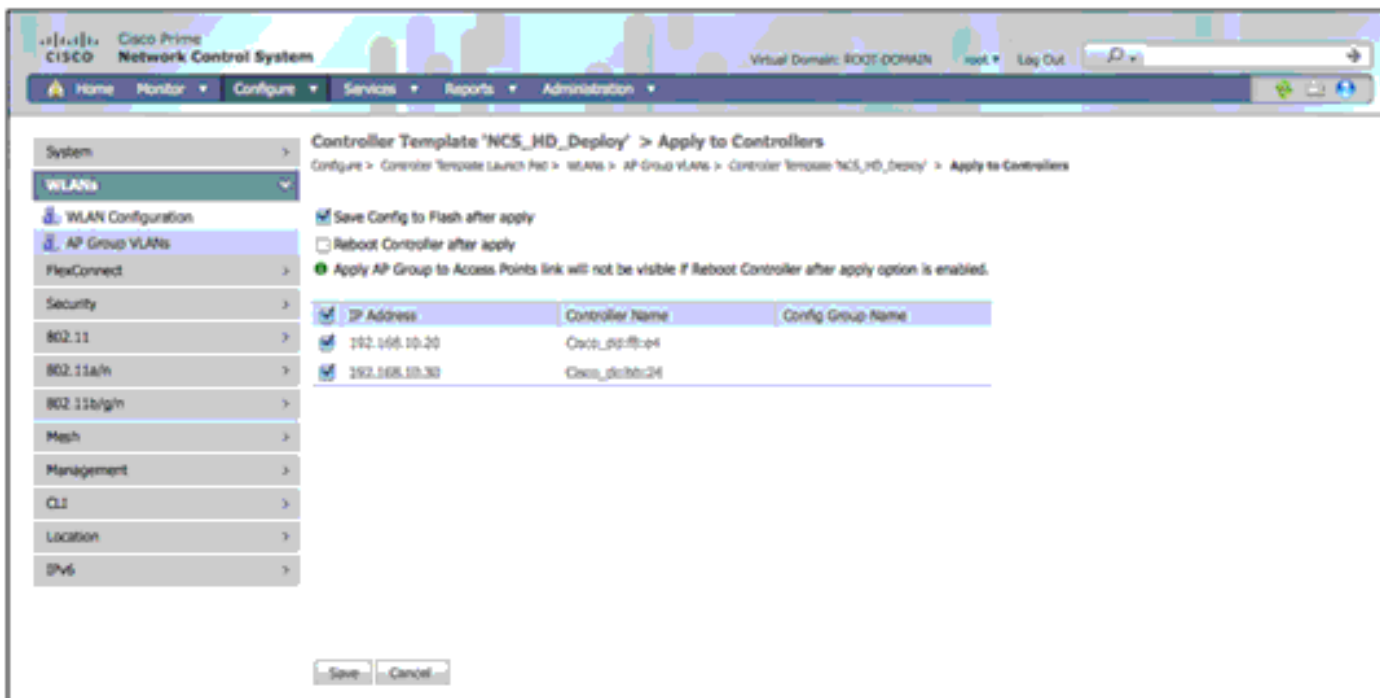 Cisco Prime
CISCO Network Control System
Virtual Domain: ROOT-DOMAIN root Log Out
Home Monitor Configure Services Reports Administration
System
WLANs
WLAN Configuration
AP Group VLANs
FlexConnect
Security
802.11
802.11a/n
802.11b/g/n
Mesh
Management
CLI
Location
IPv6
Controller Template 'NCS_HD_Deploy' > Apply to Controllers
Configure > Controller Template Launch Pad > WLANs > AP Group VLANs > Controller Template 'NCS_HD_Deploy' > Apply to Controllers
Save Config to Flash after apply
Reboot Controller after apply
Apply AP Group to Access Points link will not be visible if Reboot Controller after apply option is enabled.
IP Address Controller Name Config Group Name
192.168.10.20
192.168.10.30
Save Cancel